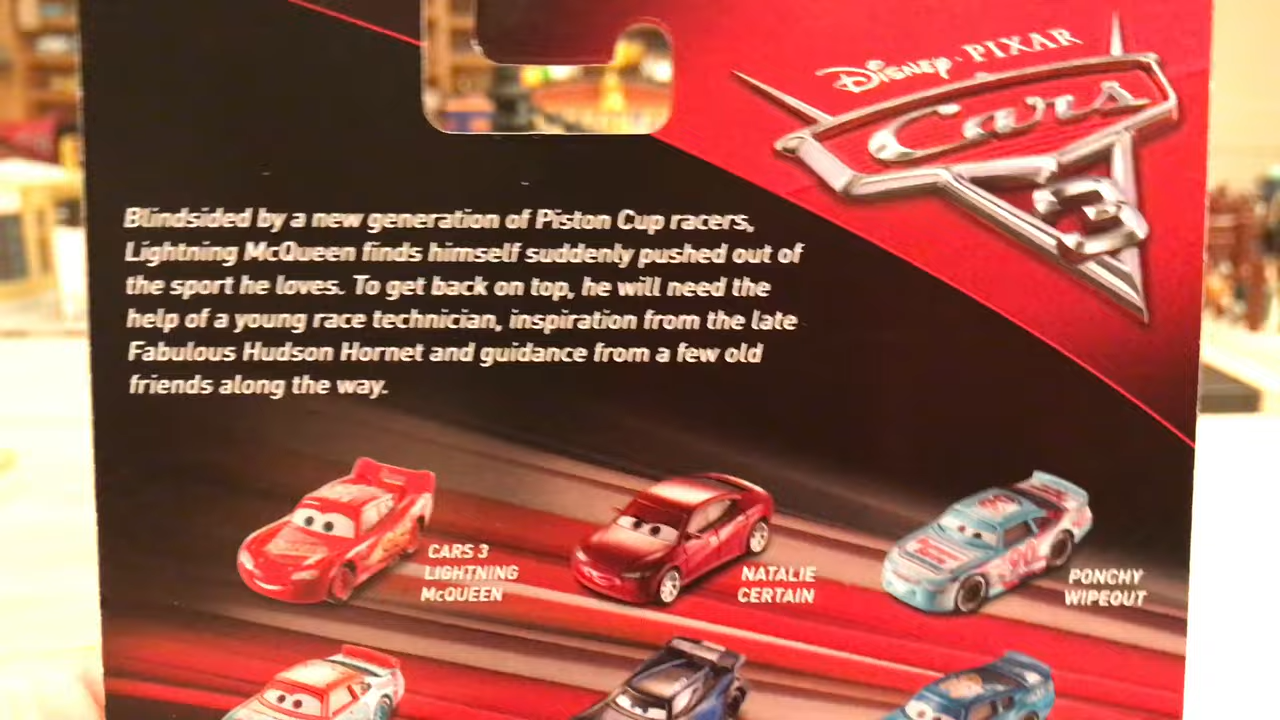 Disney · PIXAR
Cars
3
Blindsided by a new generation of Piston Cup racers,
Lightning McQueen finds himself suddenly pushed out of
the sport he loves. To get back on top, he will need the
help of a young race technician, inspiration from the late
Fabulous Hudson Hornet and guidance from a few old
friends along the way.
CARS 3
LIGHTNING
McQUEEN
NATALIE
CERTAIN
PONCHY
WIPEOUT
90